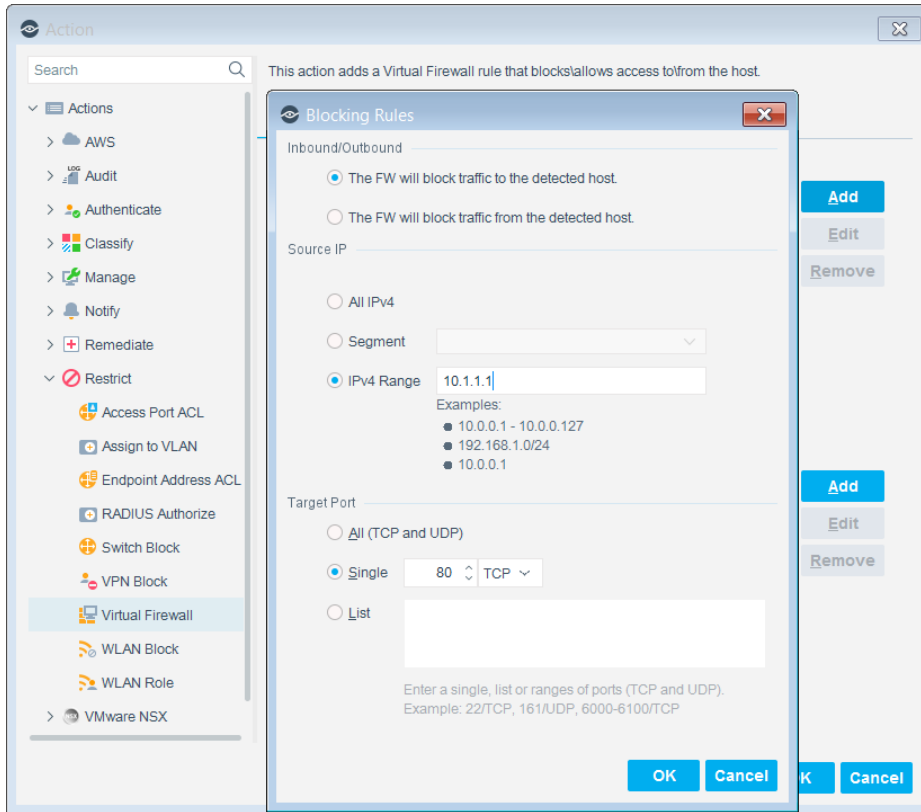 Action
Search
This action adds a Virtual Firewall rule that blocks\allows access to\from the host.
Actions
AWS
LOG
Audit
Authenticate
Classify
Manage
Notify
Remediate
Restrict
Access Port ACL
Assign to VLAN
Endpoint Address ACL
RADIUS Authorize
Switch Block
VPN Block
Virtual Firewall
WLAN Block
WLAN Role
NSX
VMware NSX
Blocking Rules
Inbound/Outbound
The FW will block traffic to the detected host.
The FW will block traffic from the detected host.
Source IP
All IPv4
Segment
IPv4 Range 10.1.1.1
Examples:
10.0.0.1 - 10.0.0.127
192.168.1.0/24
10.0.0.1
Target Port
All (TCP and UDP)
Single 80 TCP
List
Enter a single, list or ranges of ports (TCP and UDP).
Example: 22/TCP, 161/UDP, 6000-6100/TCP
OK Cancel
Add
Edit
Remove
Add
Edit
Remove
K Cancel